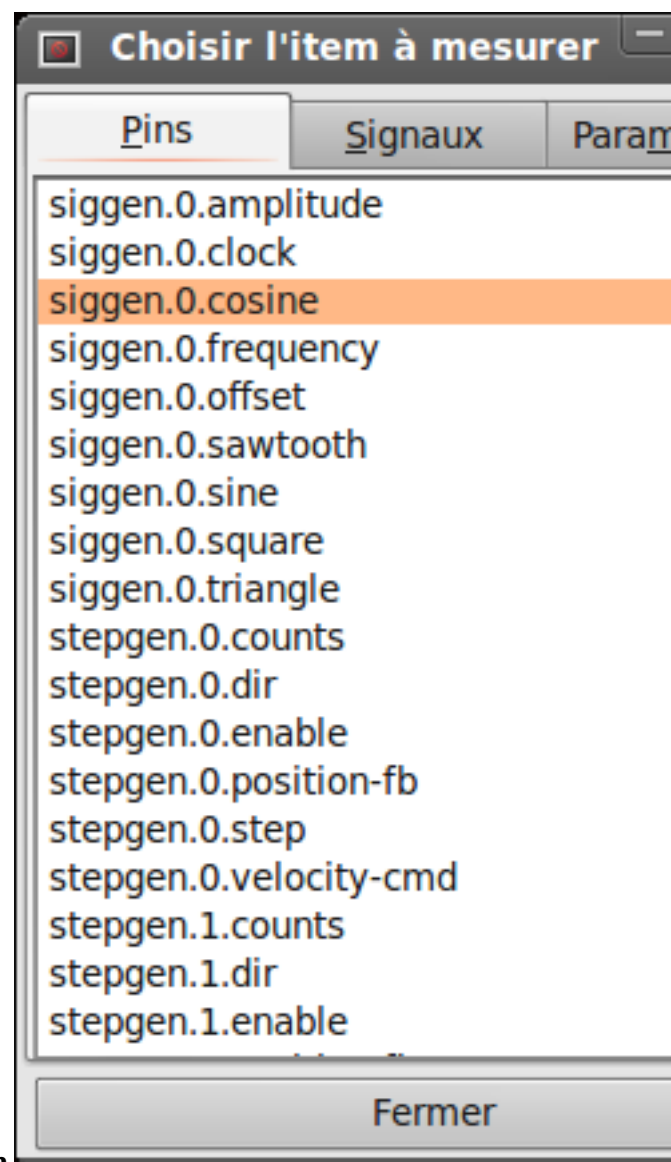 Choisir l'item à mesurer
Pins Signaux Param
siggen.0.amplitude
siggen.0.clock
siggen.0.cosine
siggen.0.frequency
siggen.0.offset
siggen.0.sawtooth
siggen.0.sine
siggen.0.square
siggen.0.triangle
stepgen.0.counts
stepgen.0.dir
stepgen.0.enable
stepgen.0.position-fb
stepgen.0.step
stepgen.0.velocity-cmd
stepgen.1.counts
stepgen.1.dir
stepgen.1.enable
Fermer